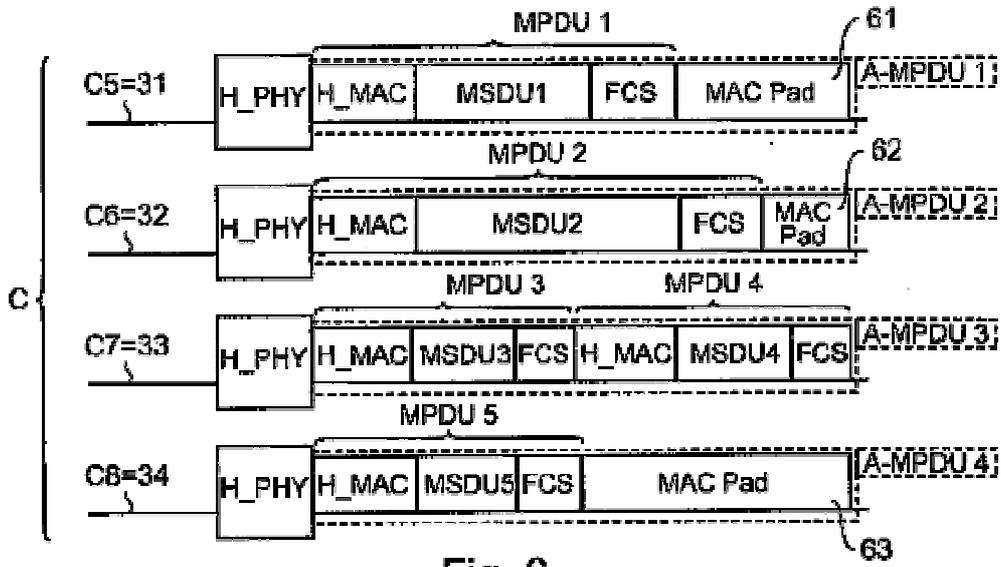 MPDU 1
61
C5=31
H_PHY
H_MAC
MSDU1
FCS
MAC Pad
A-MPDU 1
MPDU 2
62
C6=32
H_PHY
H_MAC
MSDU2
FCS
MAC Pad
A-MPDU 2
C
MPDU 3
MPDU 4
C7=33
H_PHY
H_MAC
MSDU3
FCS
H_MAC
MSDU4
FCS
A-MPDU 3
MPDU 5
C8=34
H_PHY
H_MAC
MSDU5
FCS
MAC Pad
A-MPDU 4
63